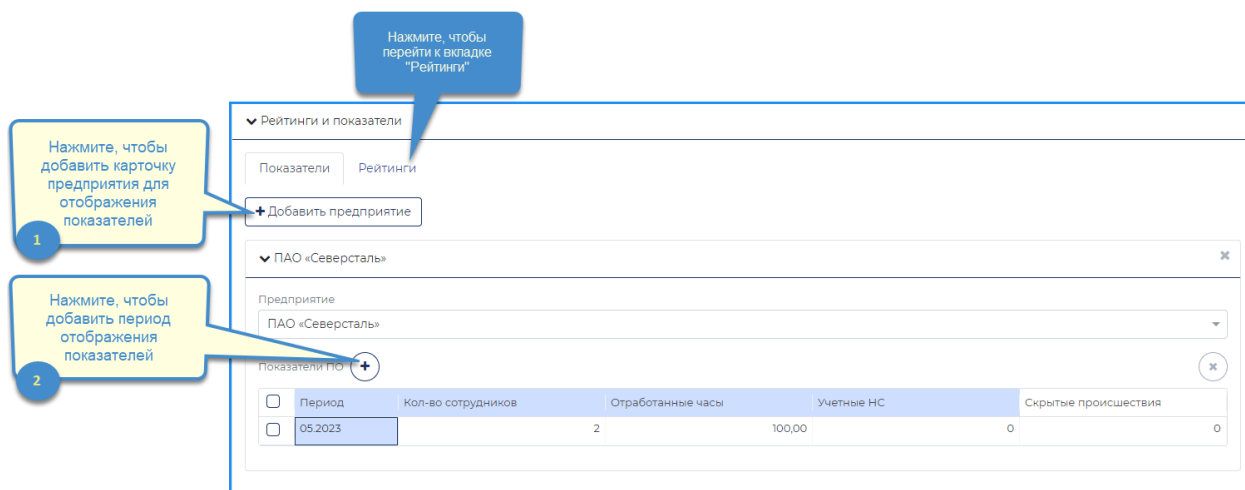 Нажмите, чтобы
перейти к вкладке
"Рейтинги"
Рейтинги и показатели
Нажмите, чтобы
добавить карточку
предприятия для
отображения
показателей
1
Показатели Рейтинги
+ Добавить предприятие
ПАО «Северсталь»
Нажмите, чтобы
добавить период
отображения
показателей
2
Предприятие
ПАО «Северсталь»
Показатели ПО
Период Кол-во сотрудников Отработанные часы Учетные НС Скрытые происшествия
05.2023 2 100,00 0 0